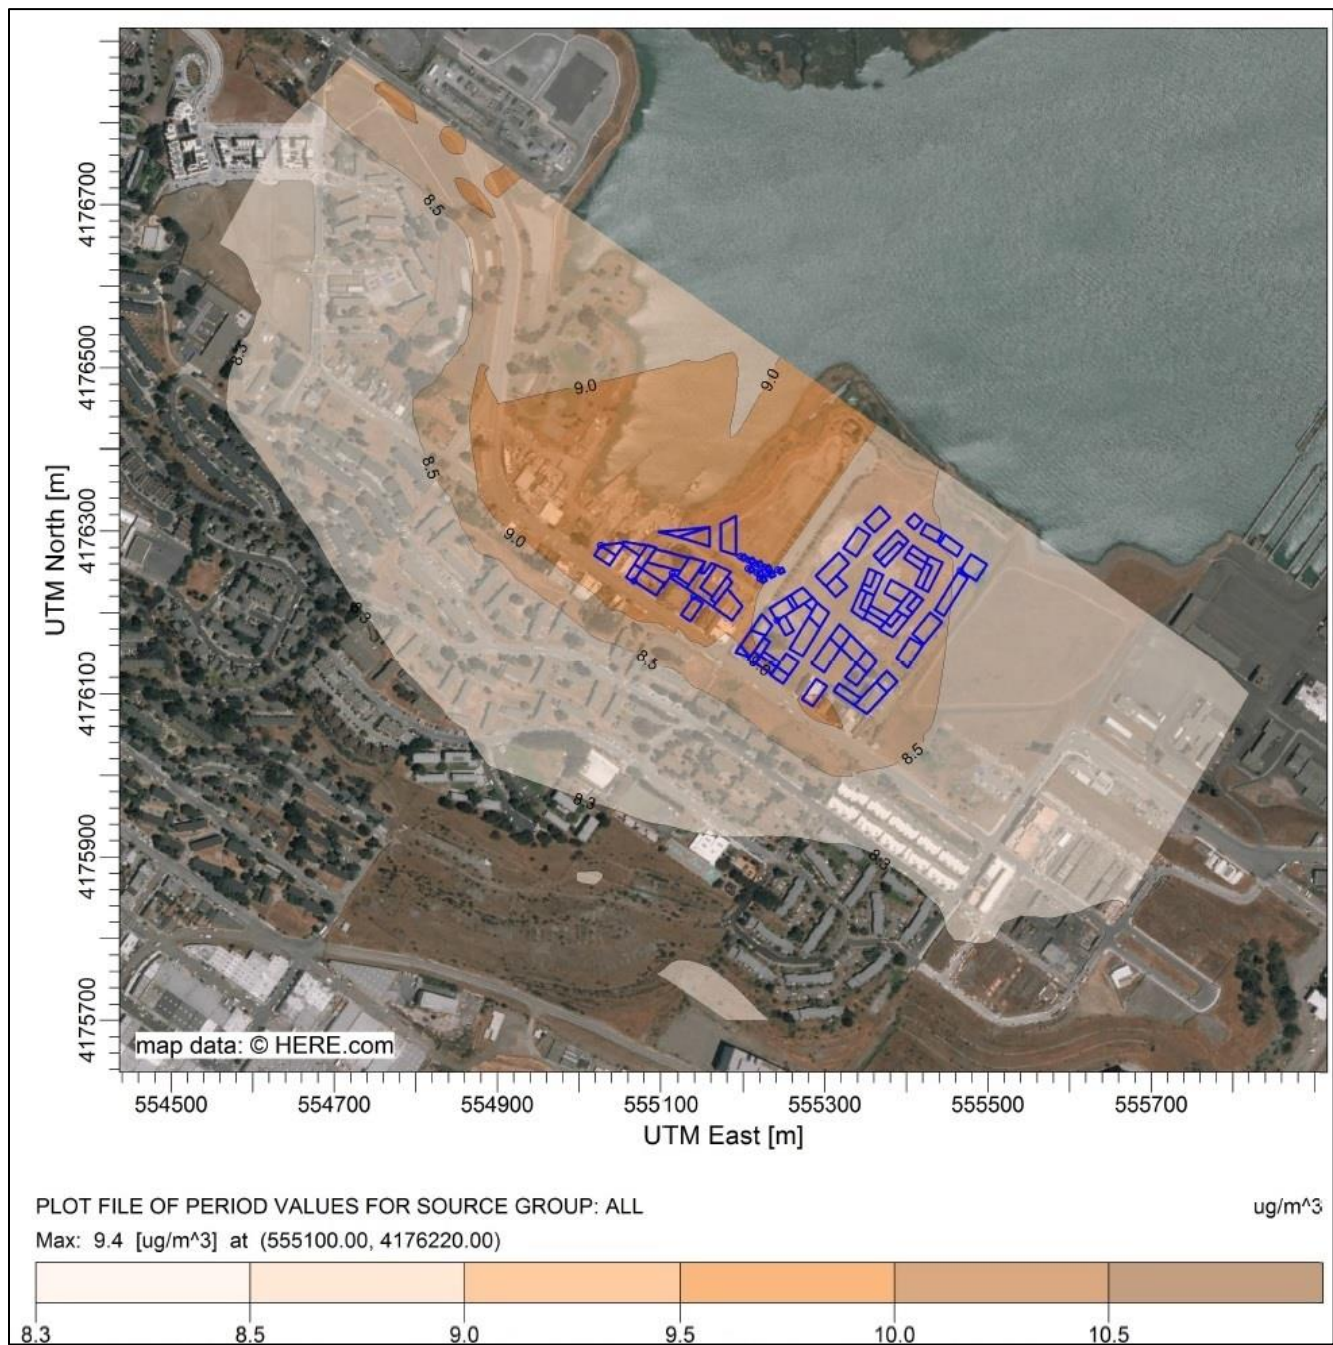 8.5
8.3
9.0
9.0
8.5
9.0
8.3
8.5
9.0
8.5
8.3
8.3
UTM North [m]
4176700
4176500
4176300
4176100
4175900
4175700
map data: © HERE.com
554500 554700 554900 555100 555300 555500 555700
UTM East [m]
PLOT FILE OF PERIOD VALUES FOR SOURCE GROUP: ALL ug/m^3
Max: 9.4 [ug/m^3] at (555100.00, 4176220.00)
8.3 8.5 9.0 9.5 10.0 10.5